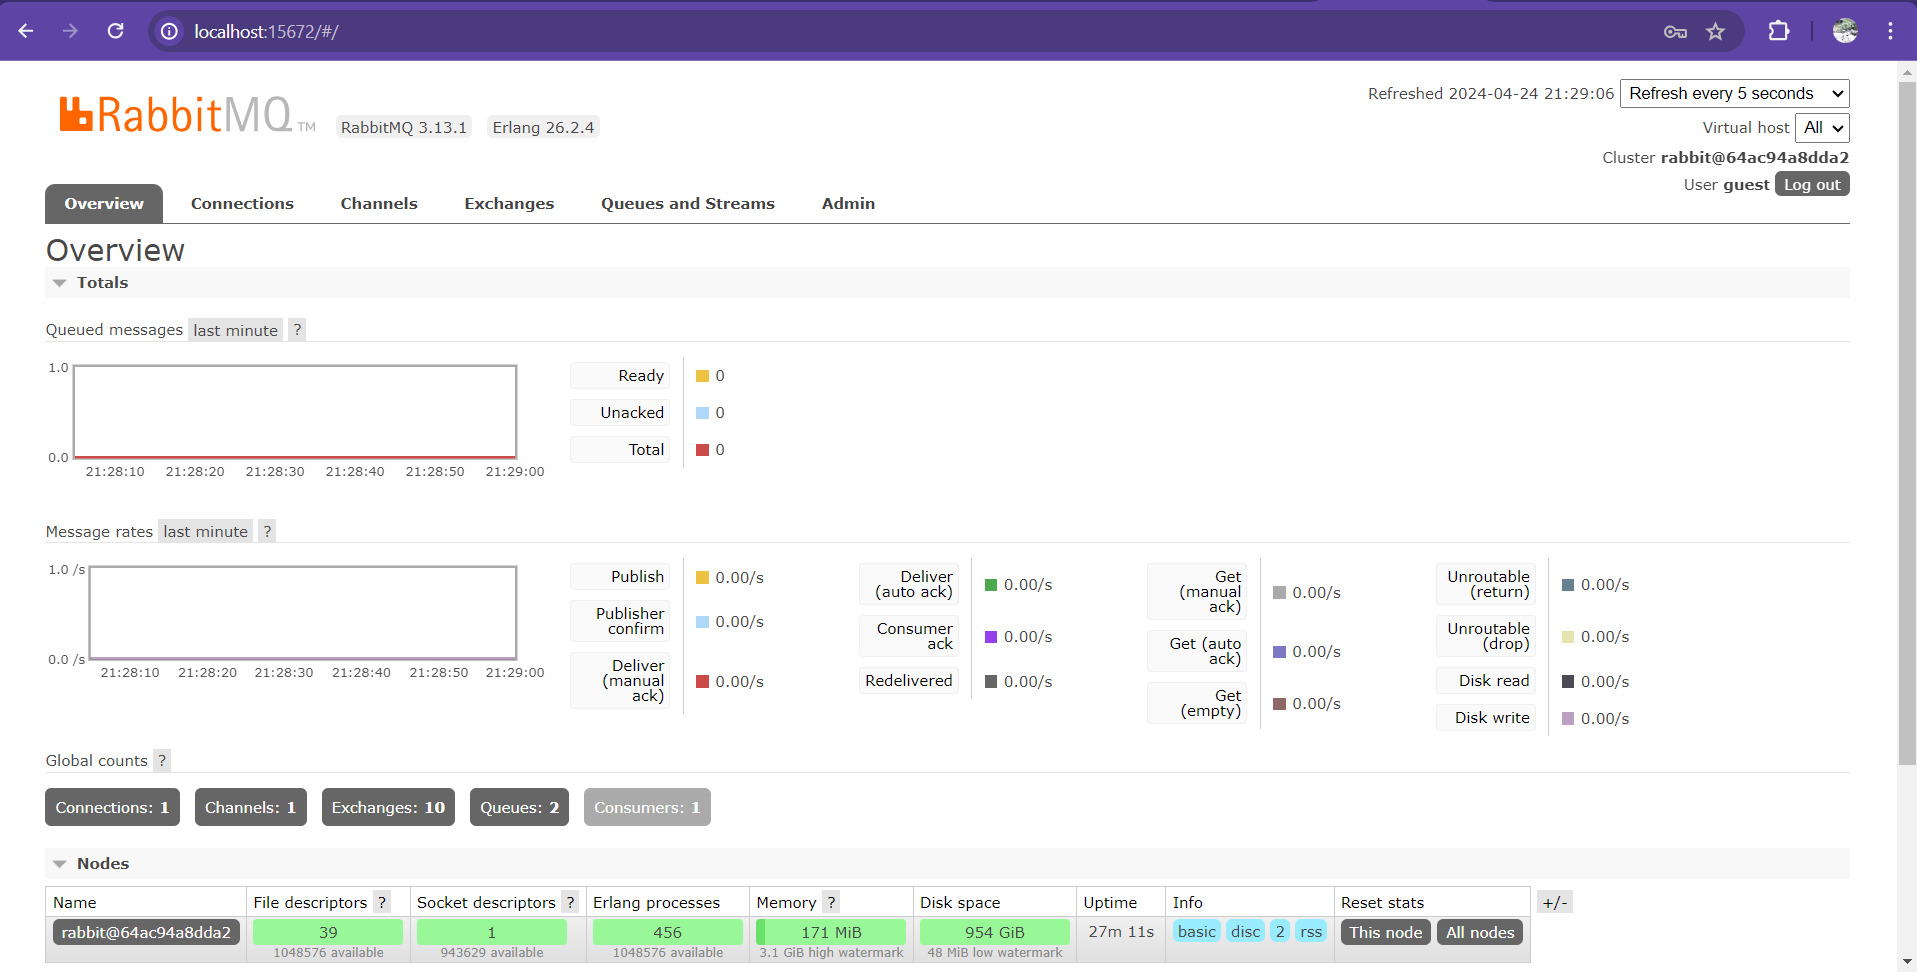 localhost:15672/#/
RabbitMQ TM RabbitMQ 3.13.1 Erlang 26.2.4
Refreshed 2024-04-24 21:29:06 Refresh every 5 seconds
Virtual host All
Cluster rabbit@64ac94a8dda2
User guest Log out
Overview Connections Channels Exchanges Queues and Streams Admin
Overview
Totals
Queued messages last minute ?
1.0
0.0
21:28:10 21:28:20 21:28:30 21:28:40 21:28:50 21:29:00
Ready 0
Unacked 0
Total 0
Message rates last minute ?
1.0 /s
0.0 /s
21:28:10 21:28:20 21:28:30 21:28:40 21:28:50 21:29:00
Publish 0.00/s
Publisher
confirm 0.00/s
Deliver
(manual
ack) 0.00/s
Deliver
(auto ack) 0.00/s
Consumer
ack 0.00/s
Redelivered 0.00/s
Get
(manual
ack) 0.00/s
Get (auto
ack) 0.00/s
Get
(empty) 0.00/s
Unroutable
(return) 0.00/s
Unroutable
(drop) 0.00/s
Disk read 0.00/s
Disk write 0.00/s
Global counts ?
Connections: 1 Channels: 1 Exchanges: 10 Queues: 2 Consumers: 1
Nodes
Name File descriptors ? Socket descriptors ? Erlang processes Memory ? Disk space Uptime Info Reset stats +/-
rabbit@64ac94a8dda2 39 1 456 171 MiB 954 GiB 27m 11s basic disc 2 rss This node All nodes
1048576 available 943629 available 1048576 available 3.1 GiB high watermark 48 MiB low watermark